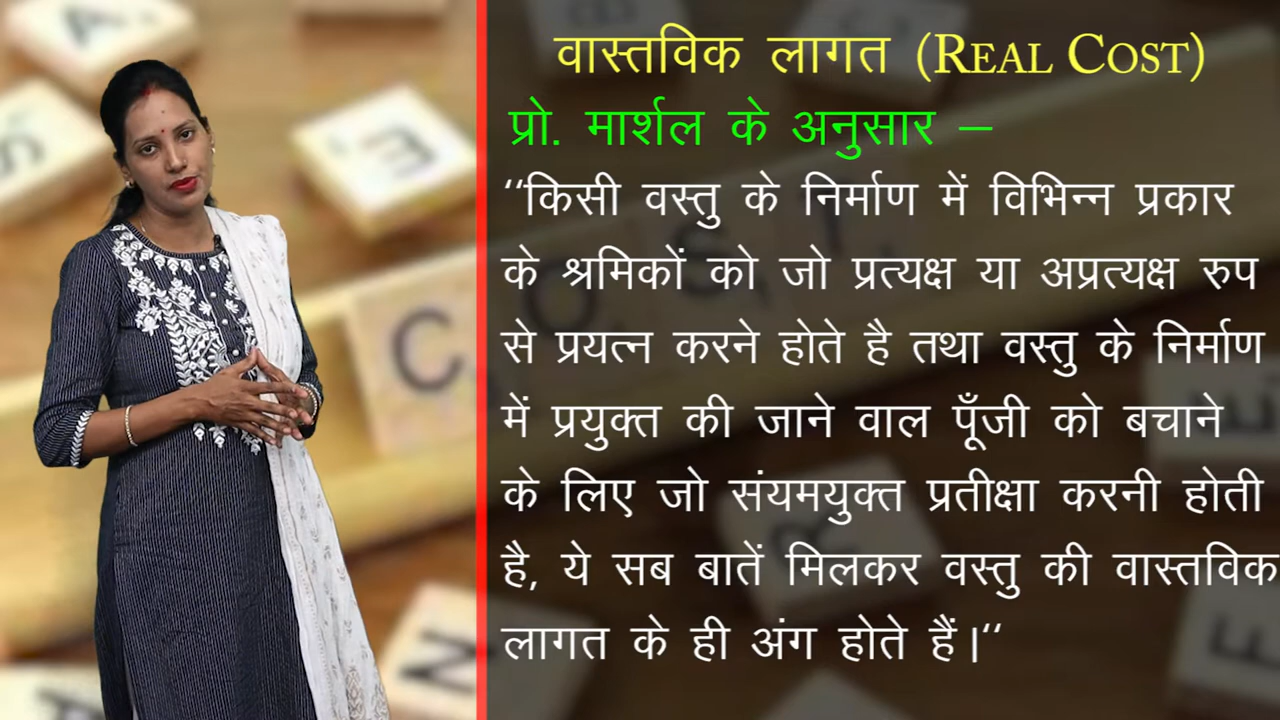 वास्तविक लागत (REAL COST)
प्रो. मार्शल के अनुसार –
“किसी वस्तु के निर्माण में विभिन्न प्रकार
के श्रमिकों को जो प्रत्यक्ष या अप्रत्यक्ष रुप
से प्रयत्न करने होते है तथा वस्तु के निर्माण
में प्रयुक्त की जाने वाल पूँजी को बचाने
के लिए जो संयमयुक्त प्रतीक्षा करनी होती
है, ये सब बातें मिलकर वस्तु की वास्तविक
लागत के ही अंग होते हैं।“